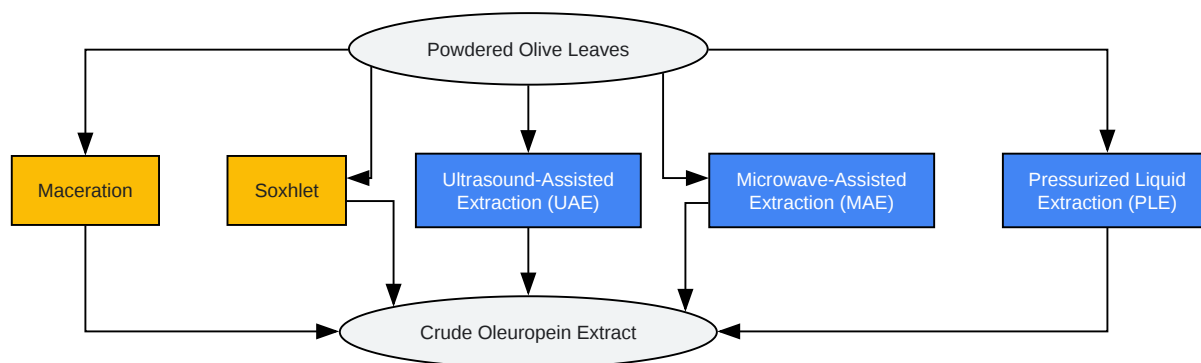 Powdered Olive Leaves
Maceration
Soxhlet
Ultrasound-Assisted
Extraction (UAE)
Microwave-Assisted
Extraction (MAE)
Pressurized Liquid
Extraction (PLE)
Crude Oleuropein Extract